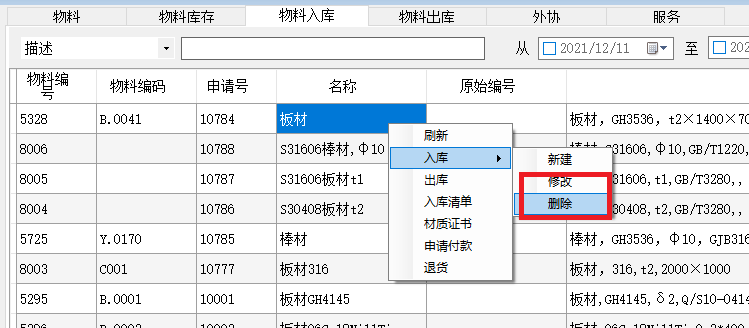 物料 物料库存 物料入库 物料出库 外协 服务
描述 从 2021/12/11 至 202
物料编号 物料编码 申请号 名称 原始编号
5328 B.0041 10784 板材 板材, GH3536, t2×1400×70
8006 10788 S31606棒材,Φ10 S31606,Φ10,GB/T1220,
8005 10787 S31606板材t1 31606,t1,GB/T3280,,
8004 10786 S30408板材t2 30408,t2,GB/T3280,,
5725 Y.0170 10785 棒材 棒材, GH3536, Φ10, GJB316
8003 C001 10777 板材316 板材,316,t2,2000×1000
5295 B.0001 10001 板材GH4145 板材,GH4145,δ2,Q/S10-0414
刷新
入库
出库
入库清单
材质证书
申请付款
退货
新建
修改
删除